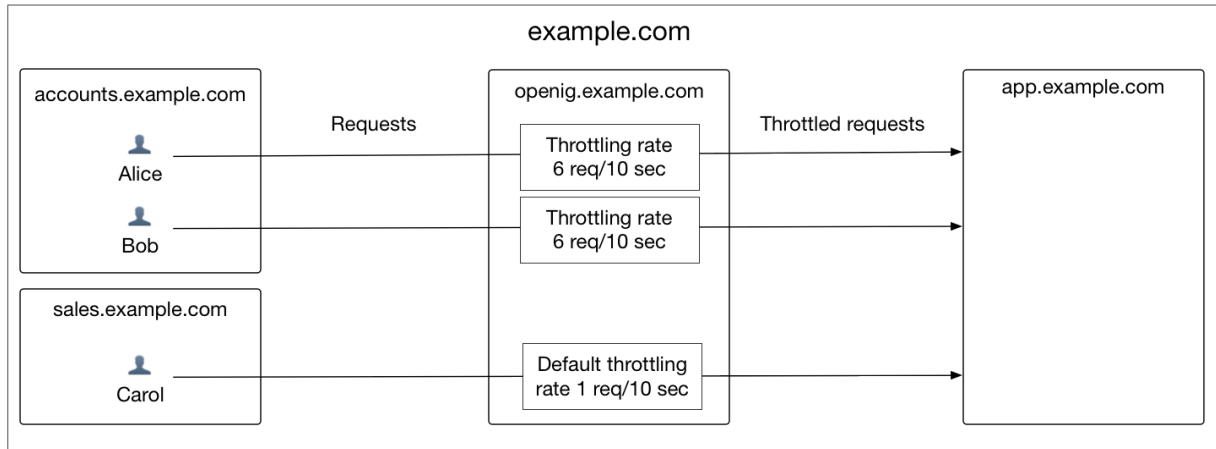 example.com
accounts.example.com
Alice
Bob
sales.example.com
Carol
Requests
openig.example.com
Throttling rate
6 req/10 sec
Throttling rate
6 req/10 sec
Default throttling
rate 1 req/10 sec
Throttled requests
app.example.com